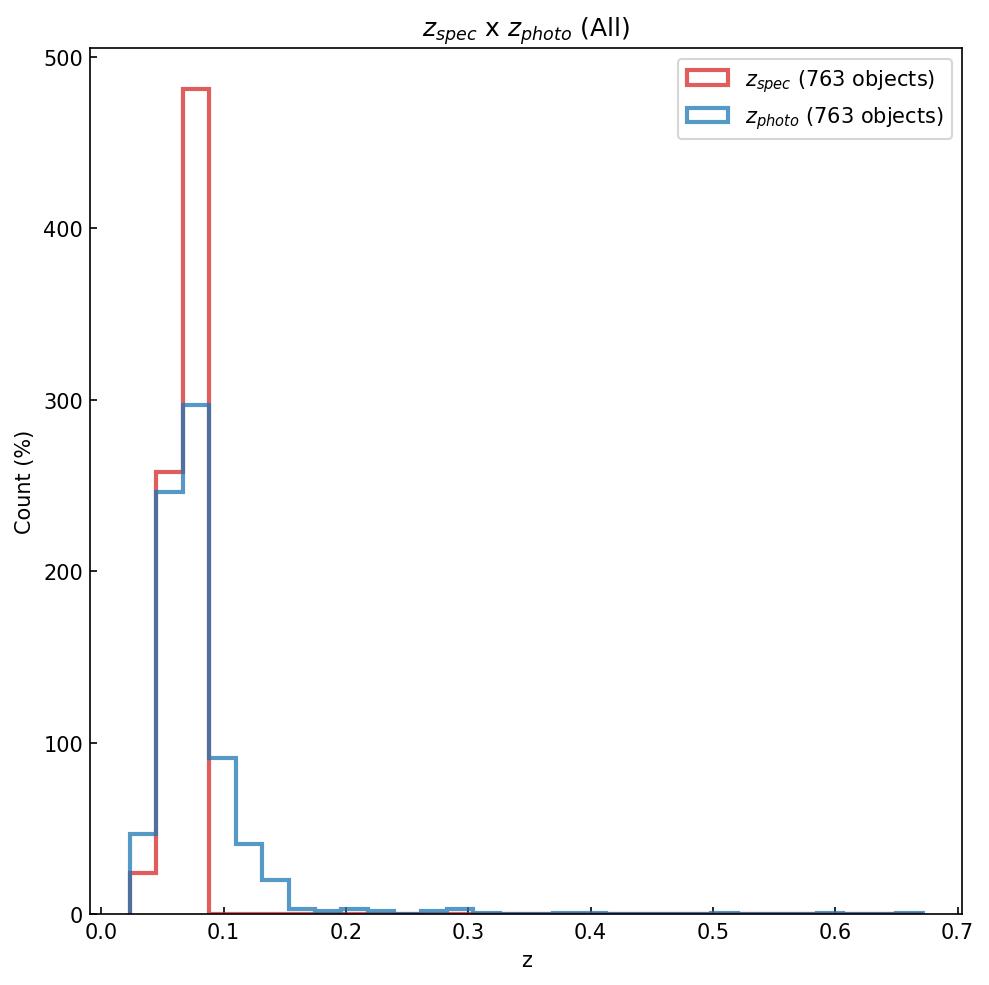 z_spec x z_photo (All)
500
400
300
200
100
0
Count (%)
z_spec (763 objects)
z_photo (763 objects)
0.0 0.1 0.2 0.3 0.4 0.5 0.6 0.7
z